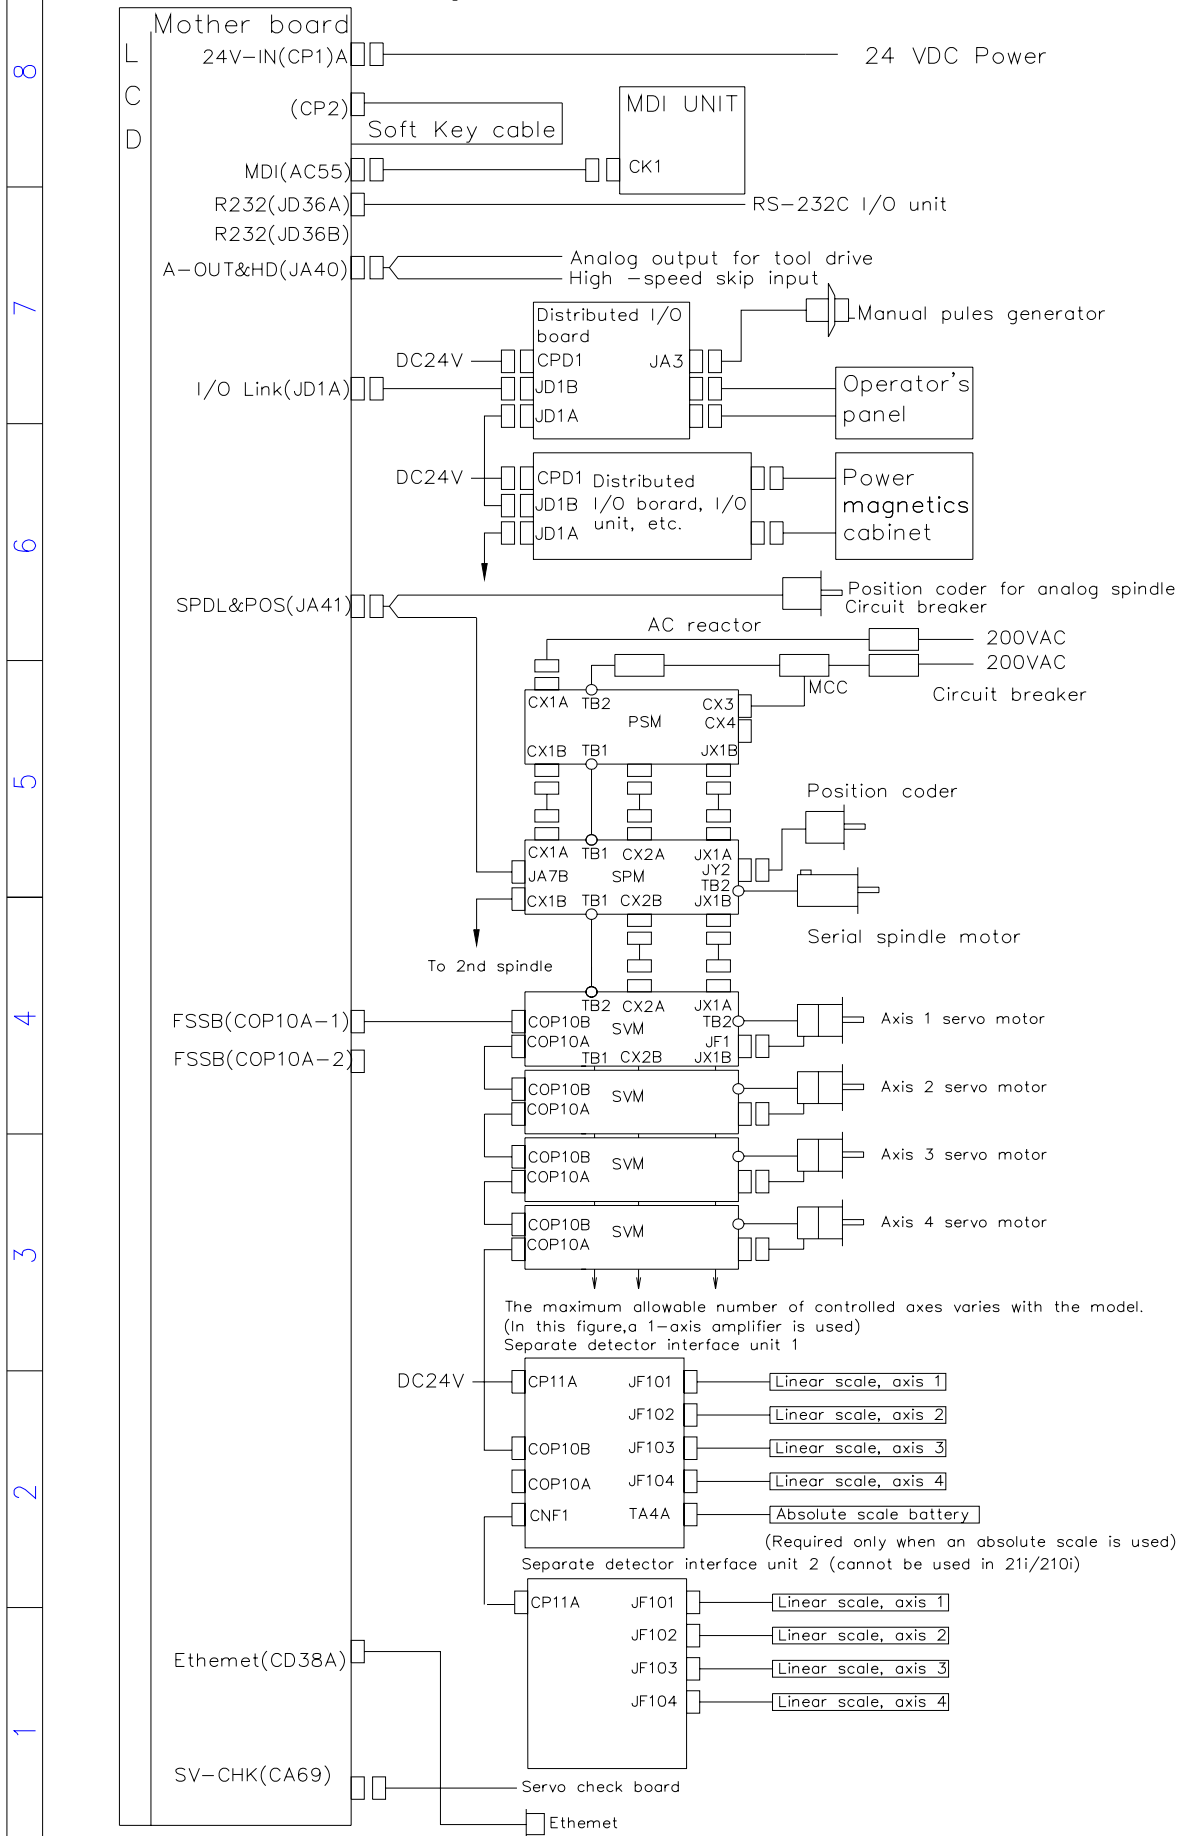 Mother board
L
C
D
24V-IN(CP1)A
24 VDC Power
(CP2)
Soft Key cable
MDI UNIT
CK1
MDI(AC55)
R232(JD36A)
RS-232C I/O unit
R232(JD36B)
A-OUT&HD(JA40)
Analog output for tool drive
High -speed skip input
Distributed I/O
board
Manual pules generator
DC24V
CPD1
JA3
I/O Link(JD1A)
JD1B
JD1A
Operator's
panel
DC24V
CPD1
Distributed
JD1B
I/O borard, I/O
unit, etc.
JD1A
Power
magnetics
cabinet
SPDL&POS(JA41)
Position coder for analog spindle
Circuit breaker
AC reactor
200VAC
200VAC
MCC
Circuit breaker
CX1A
TB2
CX3
PSM
CX4
CX1B
TB1
JX1B
Position coder
CX1A
TB1
CX2A
JX1A
JY2
JA7B
SPM
TB2
CX1B
TB1
CX2B
JX1B
Serial spindle motor
To 2nd spindle
TB2
CX2A
JX1A
FSSB(COP10A-1)
COP10B
SVM
TB2
Axis 1 servo motor
COP10A
JF1
FSSB(COP10A-2)
TB1
CX2B
JX1B
COP10B
SVM
Axis 2 servo motor
COP10A
COP10B
SVM
Axis 3 servo motor
COP10A
COP10B
SVM
Axis 4 servo motor
COP10A
The maximum allowable number of controlled axes varies with the model.
(In this figure,a 1-axis amplifier is used)
Separate detector interface unit 1
DC24V
CP11A
JF101
Linear scale, axis 1
JF102
Linear scale, axis 2
COP10B
JF103
Linear scale, axis 3
COP10A
JF104
Linear scale, axis 4
CNF1
TA4A
Absolute scale battery
(Required only when an absolute scale is used)
Separate detector interface unit 2 (cannot be used in 21i/210i)
CP11A
JF101
Linear scale, axis 1
JF102
Linear scale, axis 2
JF103
Linear scale, axis 3
JF104
Linear scale, axis 4
Ethemet(CD38A)
SV-CHK(CA69)
Servo check board
Ethemet
8
7
6
5
4
3
2
1